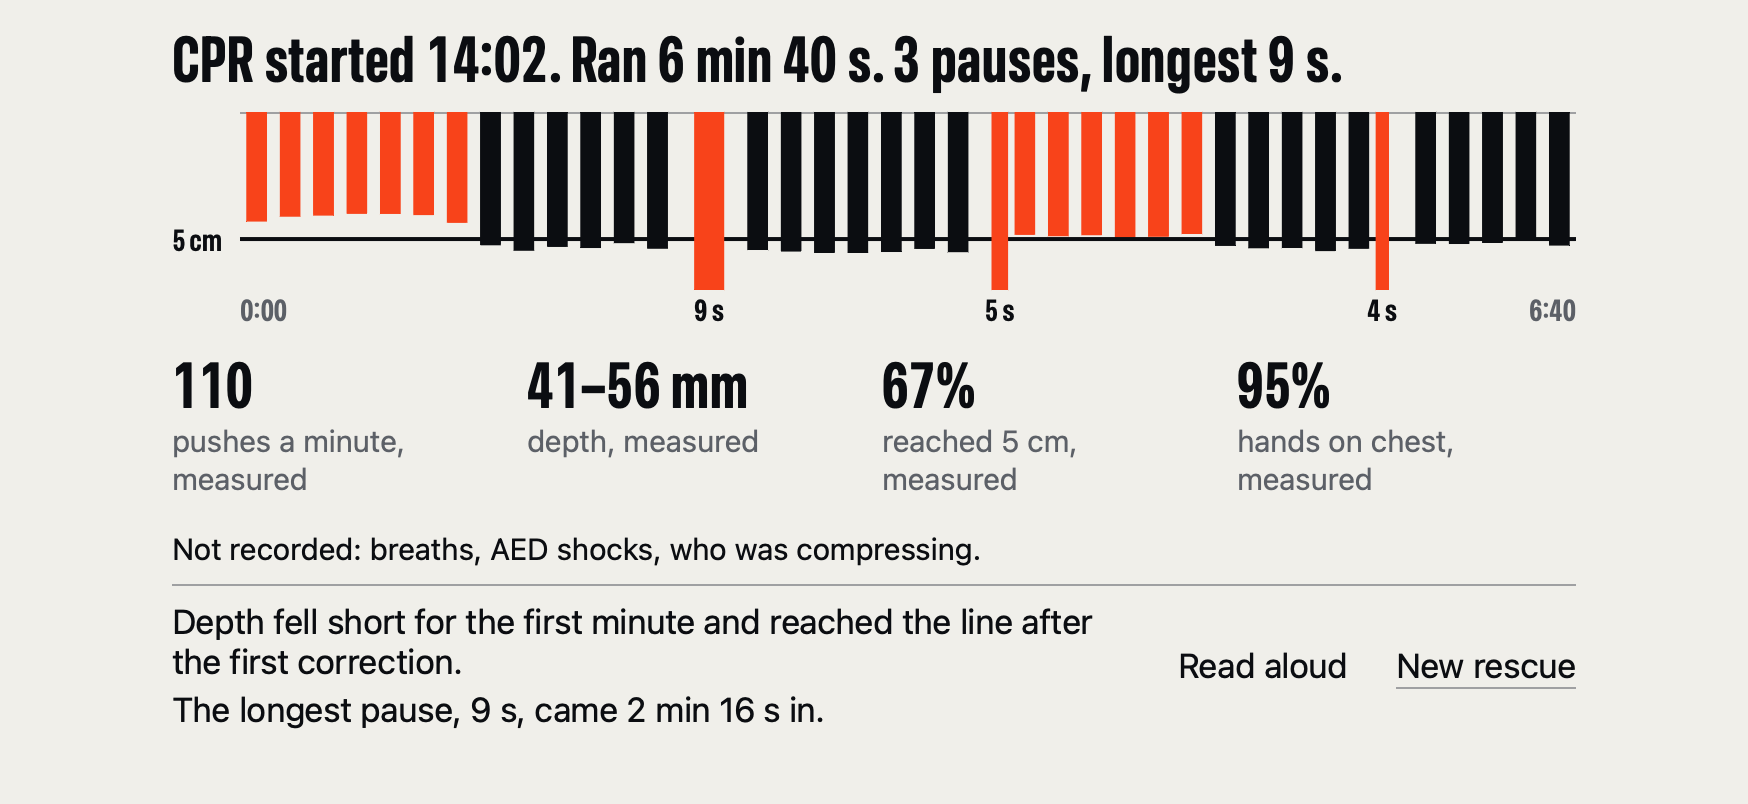 CPR started 14:02. Ran 6 min 40 s. 3 pauses, longest 9 s.
5 cm
0:00
9 s
5 s
4 s
6:40
110
pushes a minute,
measured
41–56 mm
depth, measured
67%
reached 5 cm,
measured
95%
hands on chest,
measured
Not recorded: breaths, AED shocks, who was compressing.
Depth fell short for the first minute and reached the line after
the first correction.
The longest pause, 9 s, came 2 min 16 s in.
Read aloud
New rescue